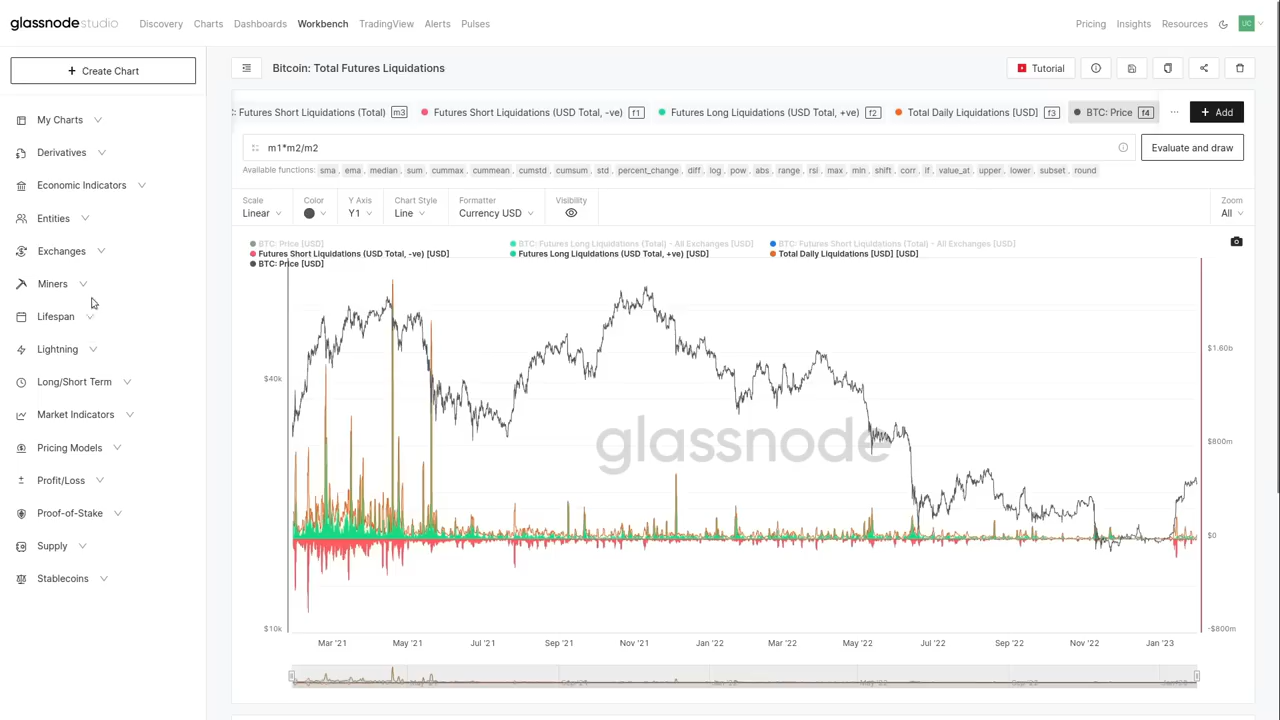 glassnodestudio Discovery Charts Dashboards Workbench TradingView Alerts Pulses Pricing Insights Resources UC
+ Create Chart
My Charts
Derivatives
Economic Indicators
Entities
Exchanges
Miners
Lifespan
Lightning
Long/Short Term
Market Indicators
Pricing Models
Profit/Loss
Proof-of-Stake
Supply
Stablecoins
Bitcoin: Total Futures Liquidations Tutorial
: Futures Short Liquidations (Total) m3 Futures Short Liquidations (USD Total, -ve) f1 Futures Long Liquidations (USD Total, +ve) f2 Total Daily Liquidations [USD] f3 BTC: Price f4 ... + Add
m1*m2/m2 Evaluate and draw
Available functions: sma , ema , median , sum , cummax , cummean , cumstd , cumsum , std , percent_change , diff , log , pow , abs , range , rsi , max , min , shift , corr , if , value_at , upper , lower , subset , round
Scale Color Y Axis Chart Style Formatter Visibility Zoom
Linear Y1 Line Currency USD All
BTC: Price [USD] BTC: Futures Long Liquidations (Total) - All Exchanges [USD] BTC: Futures Short Liquidations (Total) - All Exchanges [USD]
Futures Short Liquidations (USD Total, -ve) [USD] Futures Long Liquidations (USD Total, +ve) [USD] Total Daily Liquidations [USD] [USD]
BTC: Price [USD]
$1.60b
$40k
$800m
glassnode
$0
$10k -$800m
Mar '21 May '21 Jul '21 Sep '21 Nov '21 Jan '22 Mar '22 May '22 Jul '22 Sep '22 Nov '22 Jan '23